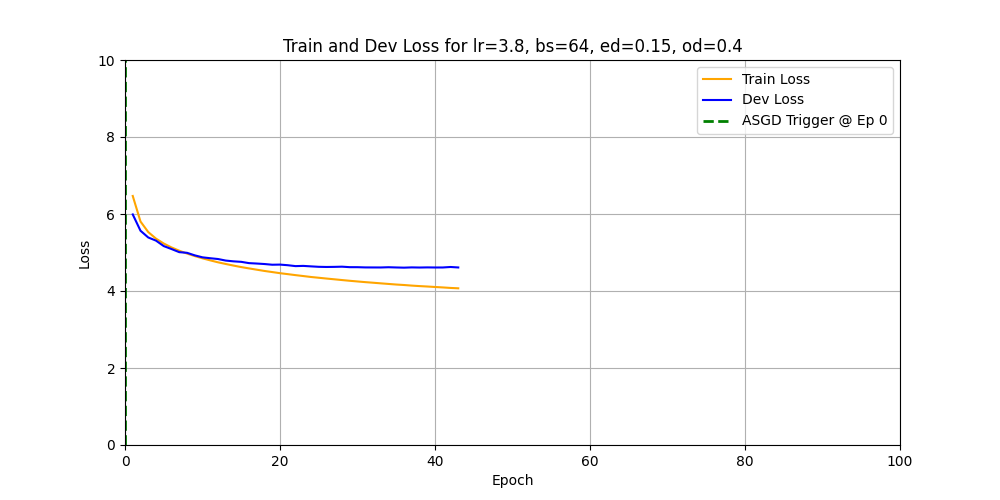 Train and Dev Loss for lr=3.8, bs=64, ed=0.15, od=0.4
Train Loss
Dev Loss
ASGD Trigger @ Ep 0
Loss
10
8
6
4
2
0
0 20 40 60 80 100
Epoch